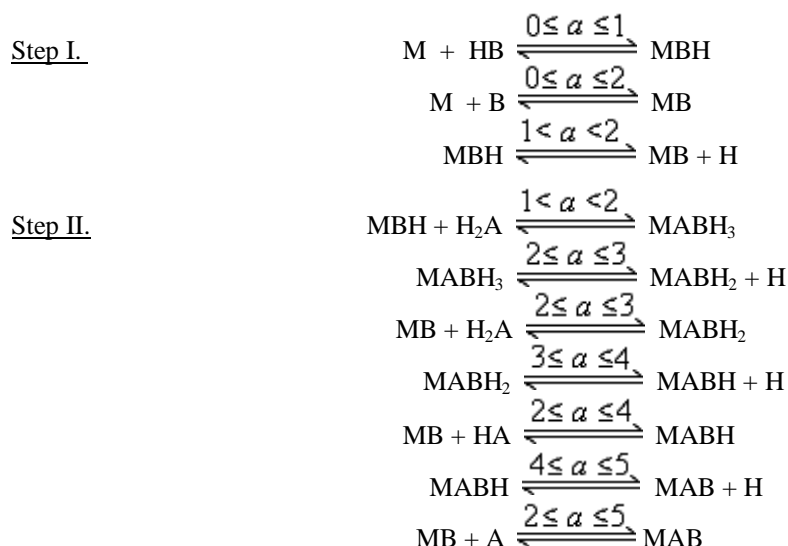 Step I. M + HB 0≤ a ≤1 ⇌ MBH
M + B 0≤ a ≤2 ⇌ MB
MBH 1< a <2 ⇌ MB + H
Step II. MBH + H₂A 1< a <2 ⇌ MABH₃
MABH₃ 2≤ a ≤3 ⇌ MABH₂ + H
MB + H₂A 2≤ a ≤3 ⇌ MABH₂
MABH₂ 3≤ a ≤4 ⇌ MABH + H
MB + HA 2≤ a ≤4 ⇌ MABH
MABH 4≤ a ≤5 ⇌ MAB + H
MB + A 2≤ a ≤5 ⇌ MAB